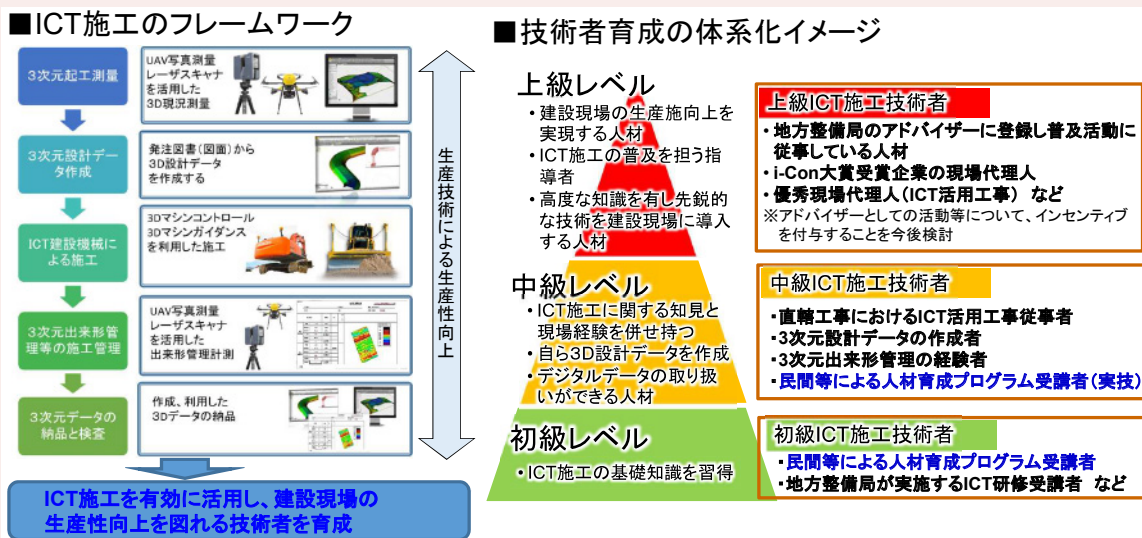 ■ICT施工のフレームワーク
3次元起工測量
UAV写真測量
レーザスキャナ
を活用した
3D現況測量
3次元設計デー
タ作成
発注図書(図面)から
3D設計データ
を作成する
ICT建設機械に
よる施工
3Dマシンコントロール
3Dマシンガイダンス
を利用した施工
3次元出来形管
理等の施工管理
UAV写真測量
レーザスキャナ
を活用した
出来形管理計測
3次元データの
納品と検査
作成、利用した
3Dデータの納品
生産技術による生産性向上
ICT施工を有効に活用し、建設現場の
生産性向上を図れる技術者を育成
■技術者育成の体系化イメージ
上級レベル
・建設現場の生産施向上を
実現する人材
・ICT施工の普及を担う指
導者
・高度な知識を有し先鋭的
な技術を建設現場に導入
する人材
中級レベル
・ICT施工に関する知見と
現場経験を併せ持つ
・自ら3D設計データを作成
・デジタルデータの取り扱
いができる人材
初級レベル
・ICT施工の基礎知識を習得
上級ICT施工技術者
・地方整備局のアドバイザーに登録し普及活動に
従事している人材
・i-Con大賞受賞企業の現場代理人
・優秀現場代理人(ICT活用工事) など
※アドバイザーとしての活動等について、インセンティブ
を付与することを今後検討
中級ICT施工技術者
・直轄工事におけるICT活用工事従事者
・3次元設計データの作成者
・3次元出来形管理の経験者
・民間等による人材育成プログラム受講者(実技)
初級ICT施工技術者
・民間等による人材育成プログラム受講者
・地方整備局が実施するICT研修受講者 など